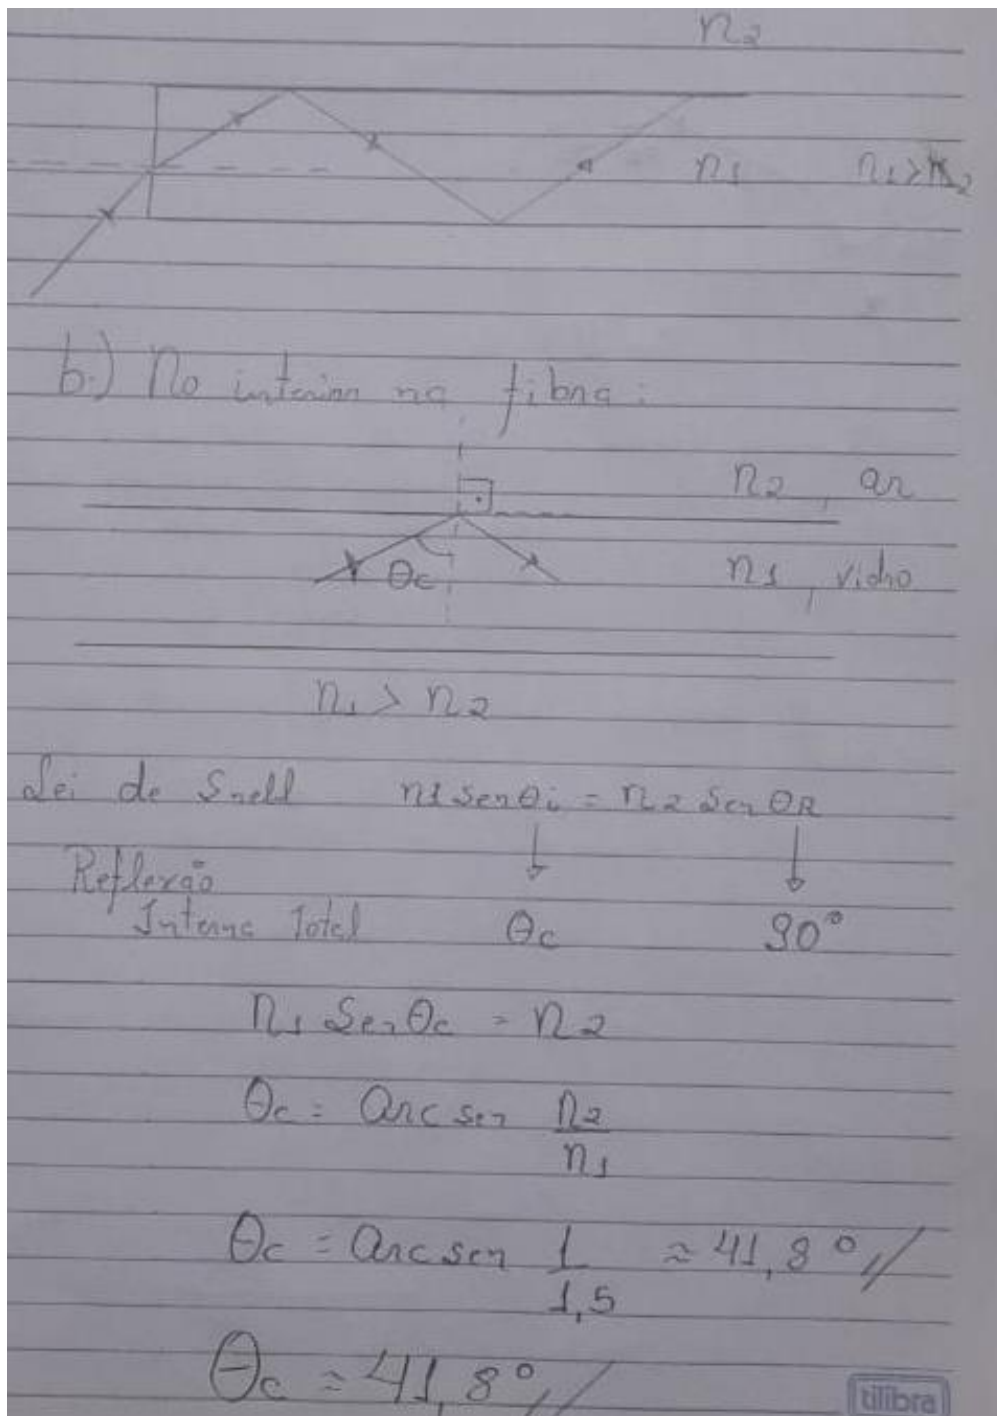 n2
n1 n1>n2
b.) No interior na fibra:
n2, ar
θc n1, vidro
n1 > n2
Lei de Snell n1 sen θi = n2 sen θR
Reflexão
Interna Total θc 90°
n1 Sen θc = n2
θc = arc sen n2
n1
θc = arc sen 1 ≈ 41,8°//
1,5
θc ≈ 41,8°//
tilibra